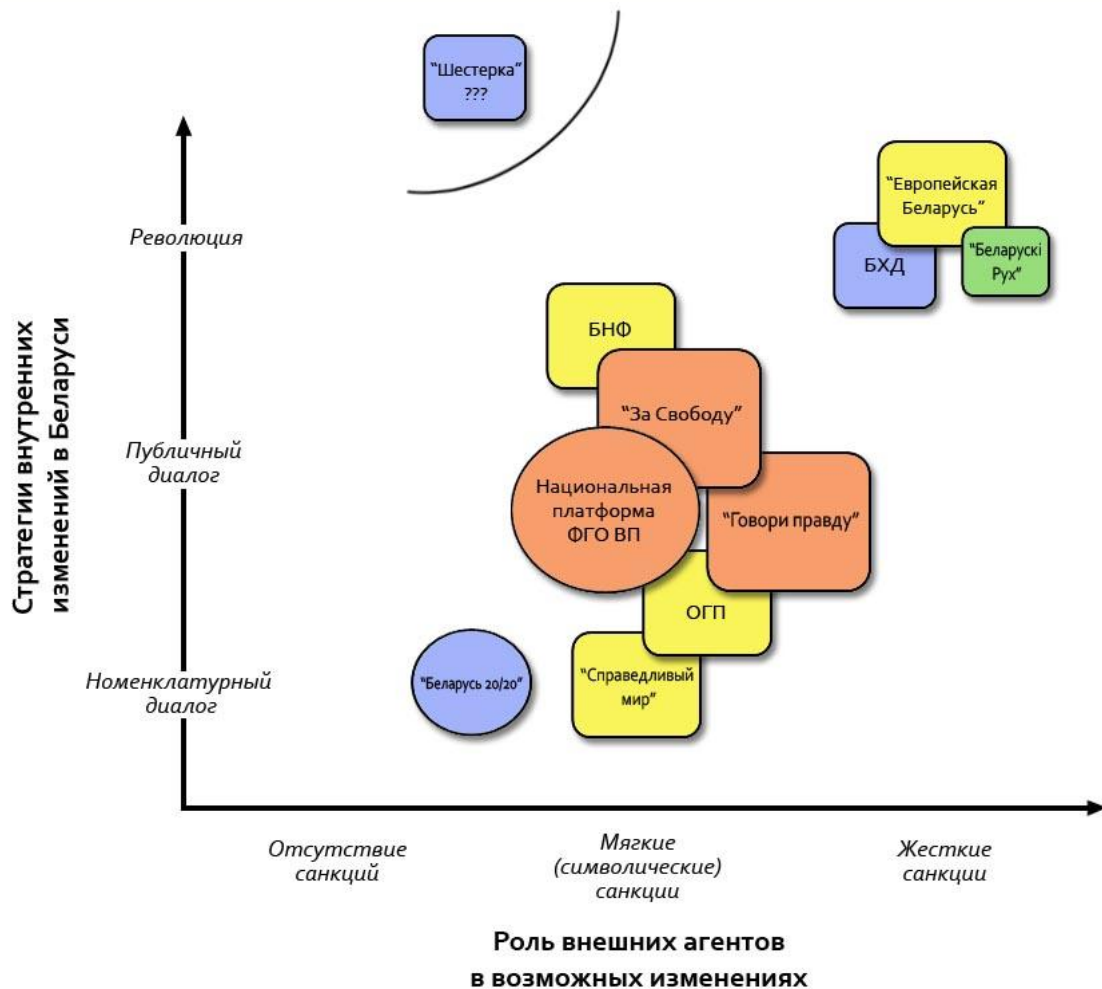 "Шестерка"
???
"Европейская
Беларусь"
БХД
"Беларускі
Рух"
Революция
БНФ
"За Свободу"
Публичный
диалог
Национальная
платформа
ФГО ВП
"Говори правду"
ОГП
Номенклатурный
диалог
"Беларусь 20/20"
"Справедливый
мир"
Стратегии внутренних
изменений в Беларуси
Отсутствие
санкций
Мягкие
(символические)
санкции
Жесткие
санкции
Роль внешних агентов
в возможных изменениях